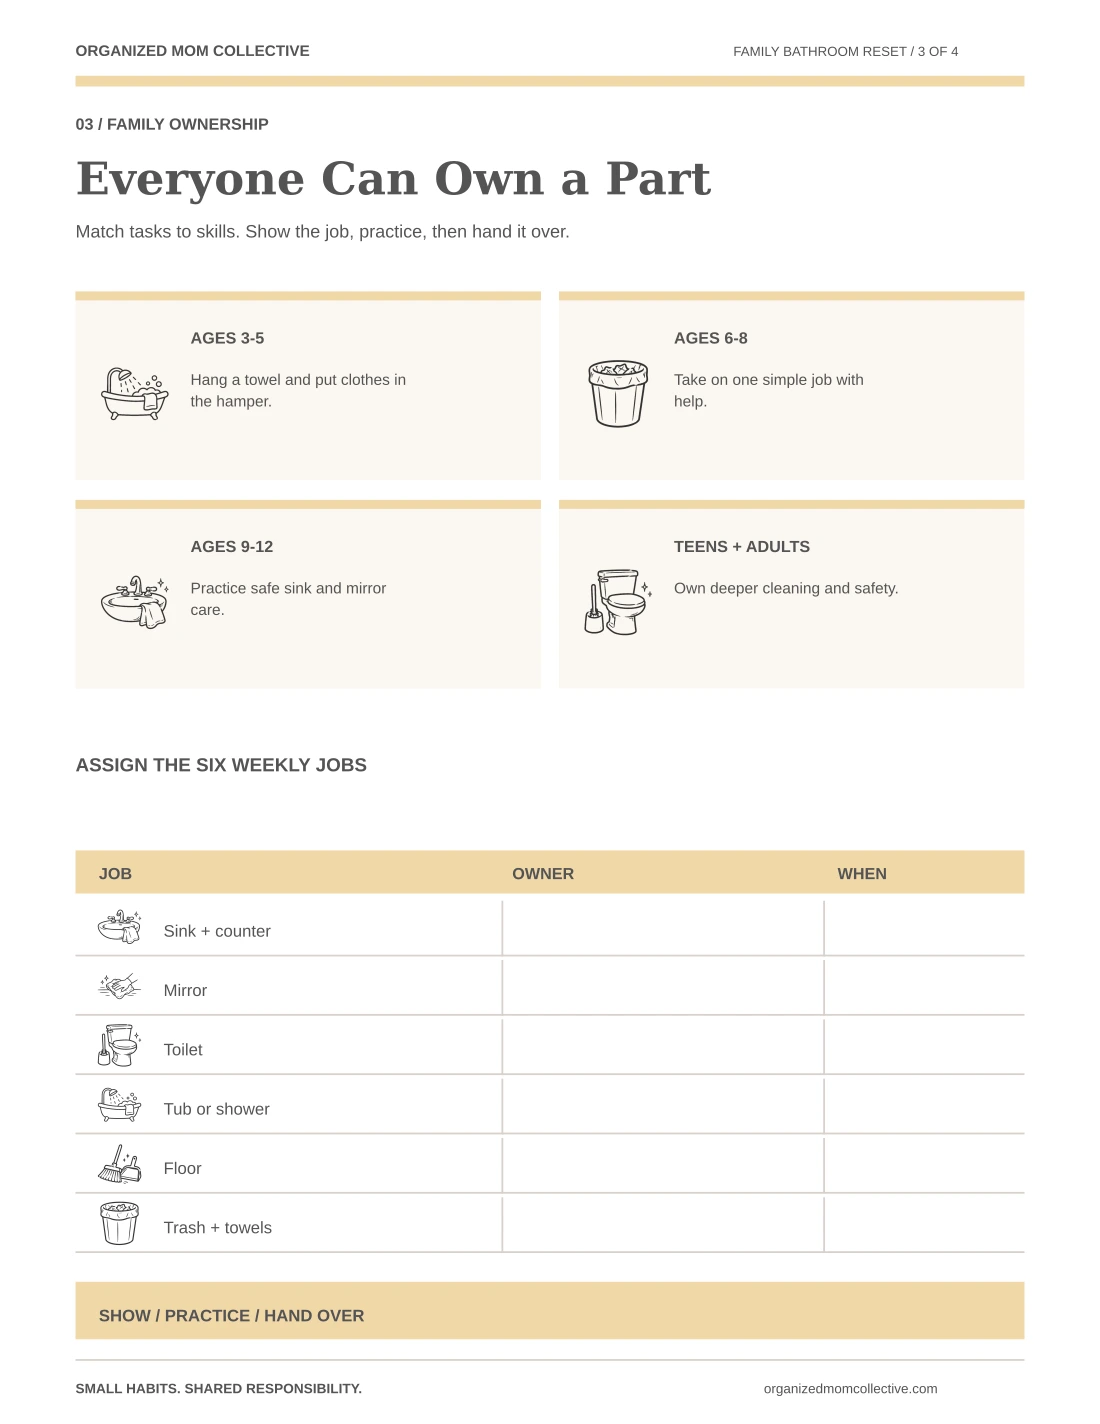 ORGANIZED MOM COLLECTIVE
FAMILY BATHROOM RESET / 3 OF 4
03 / FAMILY OWNERSHIP
Everyone Can Own a Part
Match tasks to skills. Show the job, practice, then hand it over.
AGES 3-5
Hang a towel and put clothes in
the hamper.
AGES 6-8
Take on one simple job with
help.
AGES 9-12
Practice safe sink and mirror
care.
TEENS + ADULTS
Own deeper cleaning and safety.
ASSIGN THE SIX WEEKLY JOBS
JOB OWNER WHEN
Sink + counter
Mirror
Toilet
Tub or shower
Floor
Trash + towels
SHOW / PRACTICE / HAND OVER
SMALL HABITS. SHARED RESPONSIBILITY.
organizedmomcollective.com